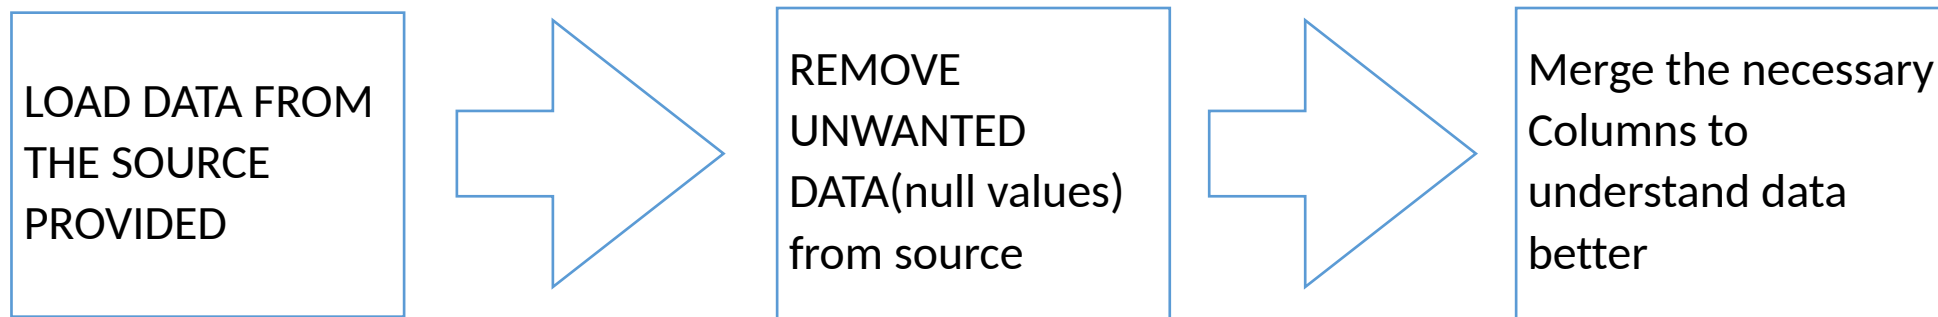 LOAD DATA FROM
THE SOURCE
PROVIDED
REMOVE
UNWANTED
DATA(null values)
from source
Merge the necessary
Columns to
understand data
better